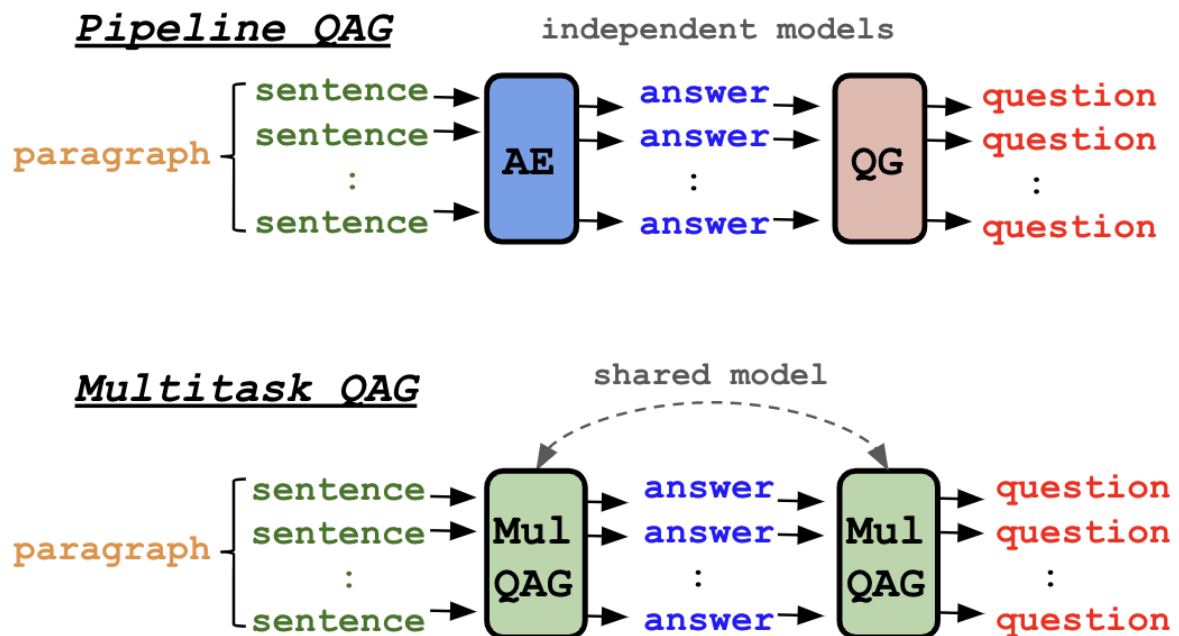 Pipeline QAG
independent models
paragraph
sentence
sentence
:
sentence
AE
answer
answer
:
answer
QG
question
question
:
question
Multitask QAG
shared model
paragraph
sentence
sentence
:
sentence
Mul
QAG
answer
answer
:
answer
Mul
QAG
question
question
:
question